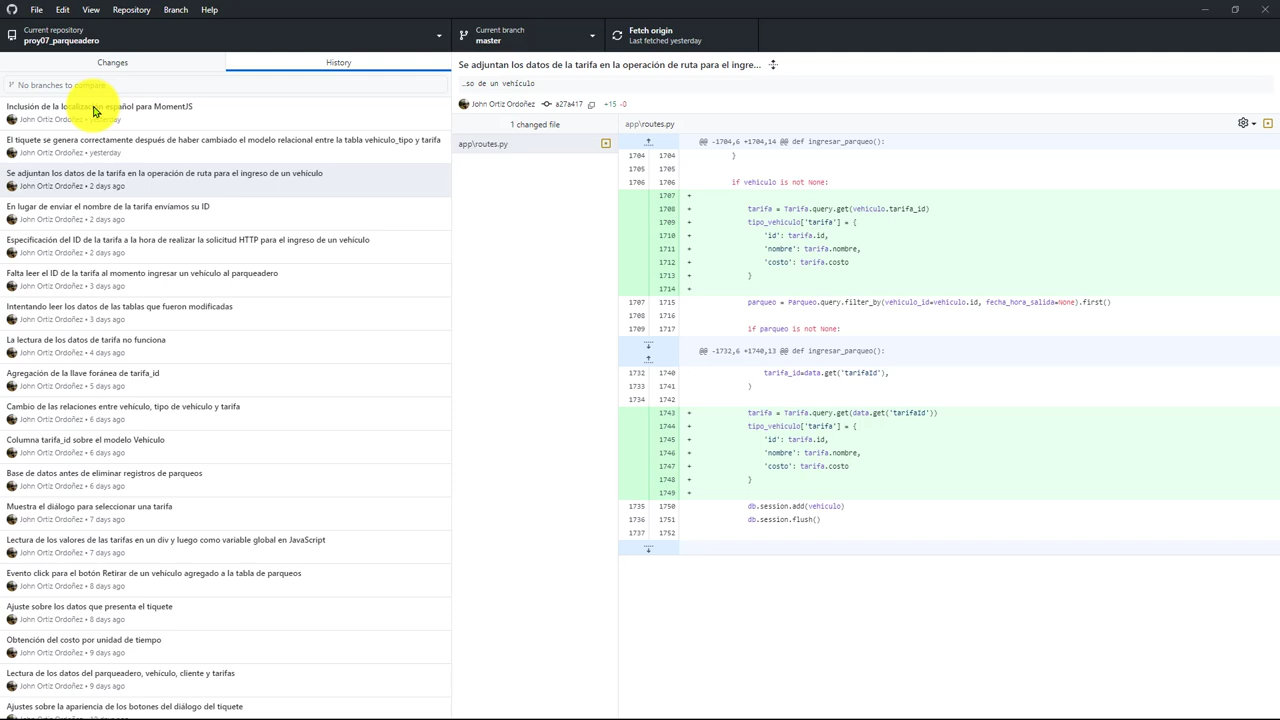 File Edit View Repository Branch Help
Current repository
proy07_parqueadero
Current branch
master
Fetch origin
Last fetched yesterday
Changes
History
No branches to compare
Inclusión de la localización español para MomentJS
John Ortiz Ordoñez • yesterday
El tiquete se genera correctamente después de haber cambiado el modelo relacional entre la tabla vehiculo_tipo y tarifa
John Ortiz Ordoñez • yesterday
Se adjuntan los datos de la tarifa en la operación de ruta para el ingreso de un vehículo
John Ortiz Ordoñez • 2 days ago
En lugar de enviar el nombre de la tarifa enviamos su ID
John Ortiz Ordoñez • 2 days ago
Especificación del ID de la tarifa a la hora de realizar la solicitud HTTP para el ingreso de un vehículo
John Ortiz Ordoñez • 2 days ago
Falta leer el ID de la tarifa al momento ingresar un vehículo al parqueadero
John Ortiz Ordoñez • 3 days ago
Intentando leer los datos de las tablas que fueron modificadas
John Ortiz Ordoñez • 3 days ago
La lectura de los datos de tarifa no funciona
John Ortiz Ordoñez • 4 days ago
Agregación de la llave foránea de tarifa_id
John Ortiz Ordoñez • 5 days ago
Cambio de las relaciones entre vehículo, tipo de vehículo y tarifa
John Ortiz Ordoñez • 6 days ago
Columna tarifa_id sobre el modelo Vehiculo
John Ortiz Ordoñez • 6 days ago
Base de datos antes de eliminar registros de parqueos
John Ortiz Ordoñez • 6 days ago
Muestra el diálogo para seleccionar una tarifa
John Ortiz Ordoñez • 7 days ago
Lectura de los valores de las tarifas en un div y luego como variable global en JavaScript
John Ortiz Ordoñez • 7 days ago
Evento click para el botón Retirar de un vehículo agregado a la tabla de parqueos
John Ortiz Ordoñez • 8 days ago
Ajuste sobre los datos que presenta el tiquete
John Ortiz Ordoñez • 8 days ago
Obtención del costo por unidad de tiempo
John Ortiz Ordoñez • 9 days ago
Lectura de los datos del parqueadero, vehículo, cliente y tarifas
John Ortiz Ordoñez • 9 days ago
Ajustes sobre la apariencia de los botones del diálogo del tiquete
Se adjuntan los datos de la tarifa en la operación de ruta para el ingre...
…so de un vehículo
John Ortiz Ordoñez a27a417 +15 -0
1 changed file
app\routes.py
app\routes.py
@@ -1704,6 +1704,14 @@ def ingresar_parqueo():
1704 1704 }
1705 1705
1706 1706 if vehiculo is not None:
1707 +
1708 + tarifa = Tarifa.query.get(vehiculo.tarifa_id)
1709 + tipo_vehiculo['tarifa'] = {
1710 + 'id': tarifa.id,
1711 + 'nombre': tarifa.nombre,
1712 + 'costo': tarifa.costo
1713 + }
1714 +
1707 1715 parqueo = Parqueo.query.filter_by(vehiculo_id=vehiculo.id, fecha_hora_salida=None).first()
1708 1716
1709 1717 if parqueo is not None:
@@ -1732,6 +1740,13 @@ def ingresar_parqueo():
1732 1740 tarifa_id=data.get('tarifaId'),
1733 1741 )
1734 1742
1743 + tarifa = Tarifa.query.get(data.get('tarifaId'))
1744 + tipo_vehiculo['tarifa'] = {
1745 + 'id': tarifa.id,
1746 + 'nombre': tarifa.nombre,
1747 + 'costo': tarifa.costo
1748 + }
1749 +
1735 1750 db.session.add(vehiculo)
1736 1751 db.session.flush()
1737 1752